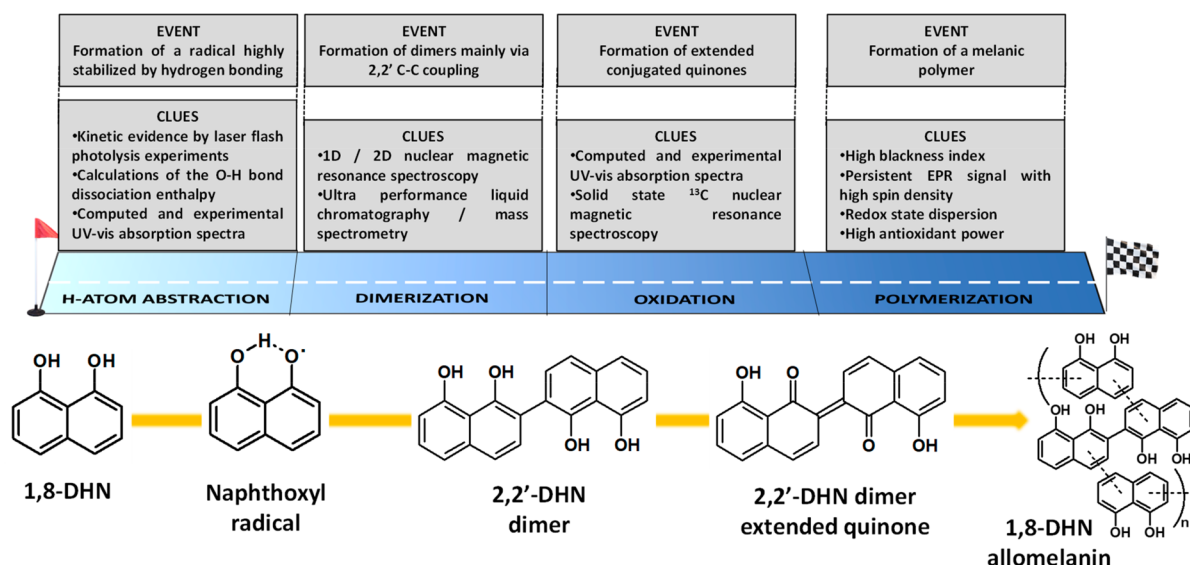 EVENT
Formation of a radical highly
stabilized by hydrogen bonding
EVENT
Formation of dimers mainly via
2,2’ C-C coupling
EVENT
Formation of extended
conjugated quinones
EVENT
Formation of a melanic
polymer
CLUES
•Kinetic evidence by laser flash
photolysis experiments
•Calculations of the O-H bond
dissociation enthalpy
•Computed and experimental
UV-vis absorption spectra
CLUES
•1D / 2D nuclear magnetic
resonance spectroscopy
•Ultra performance liquid
chromatography / mass
spectrometry
CLUES
•Computed and experimental
UV-vis absorption spectra
•Solid state ¹³C nuclear
magnetic resonance
spectroscopy
CLUES
•High blackness index
•Persistent EPR signal with
high spin density
•Redox state dispersion
•High antioxidant power
H-ATOM ABSTRACTION
DIMERIZATION
OXIDATION
POLYMERIZATION
OH OH
1,8-DHN
O H O·
Naphthoxyl
radical
OH OH
OH OH
2,2’-DHN
dimer
OH O
O OH
2,2’-DHN dimer
extended quinone
OH OH
OH OH
OH OH
OH OH
n
1,8-DHN
allomelanin